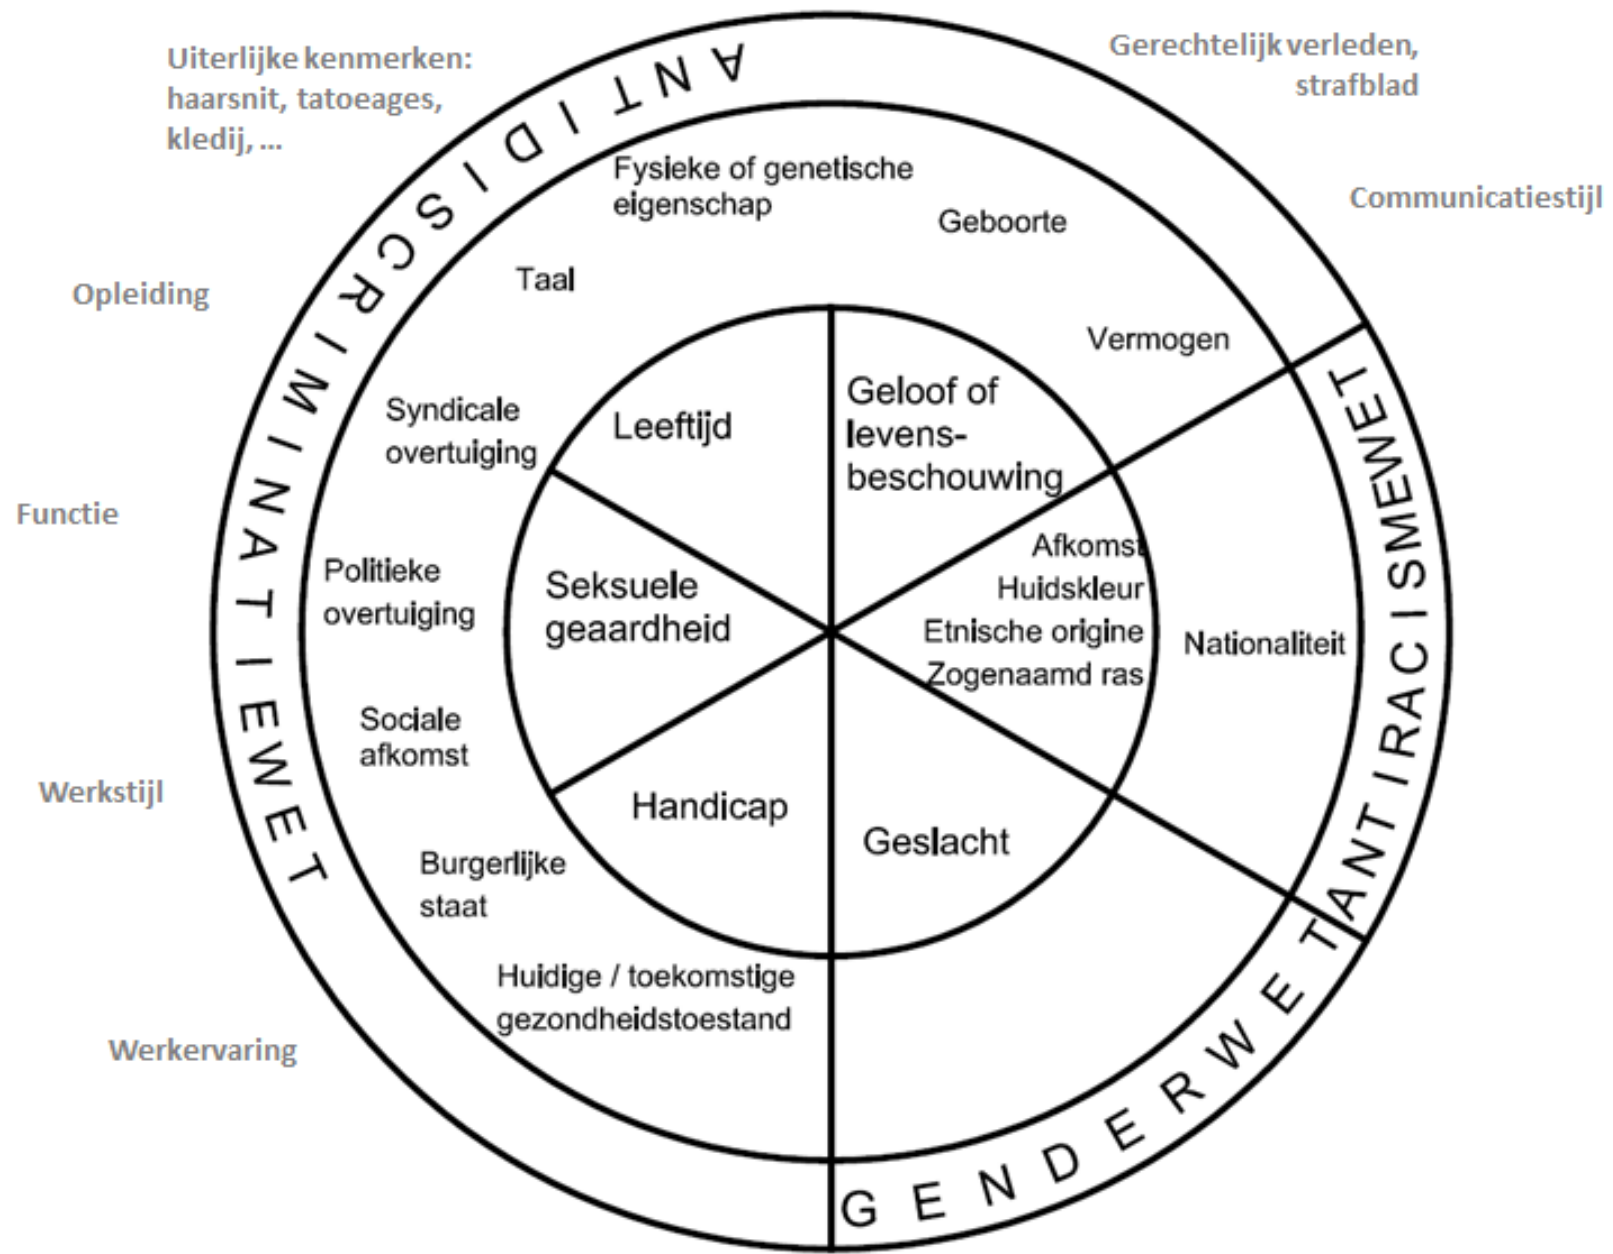 Uiterlijke kenmerken:
haarsnit, tatoeages,
kledij, ...
Gerechtelijk verleden,
strafblad
Communicatiestijl
Opleiding
Functie
Werkstijl
Werkervaring
ANTIDISCRIMINATIEWET
ANTIRACISMEWET
GENDERWET
Fysieke of genetische
eigenschap
Geboorte
Taal
Vermogen
Syndicale
overtuiging
Politieke
overtuiging
Sociale
afkomst
Burgerlijke
staat
Huidige / toekomstige
gezondheidstoestand
Nationaliteit
Leeftijd
Geloof of
levens-
beschouwing
Seksuele
geaardheid
Afkomst
Huidskleur
Etnische origine
Zogenaamd ras
Handicap
Geslacht